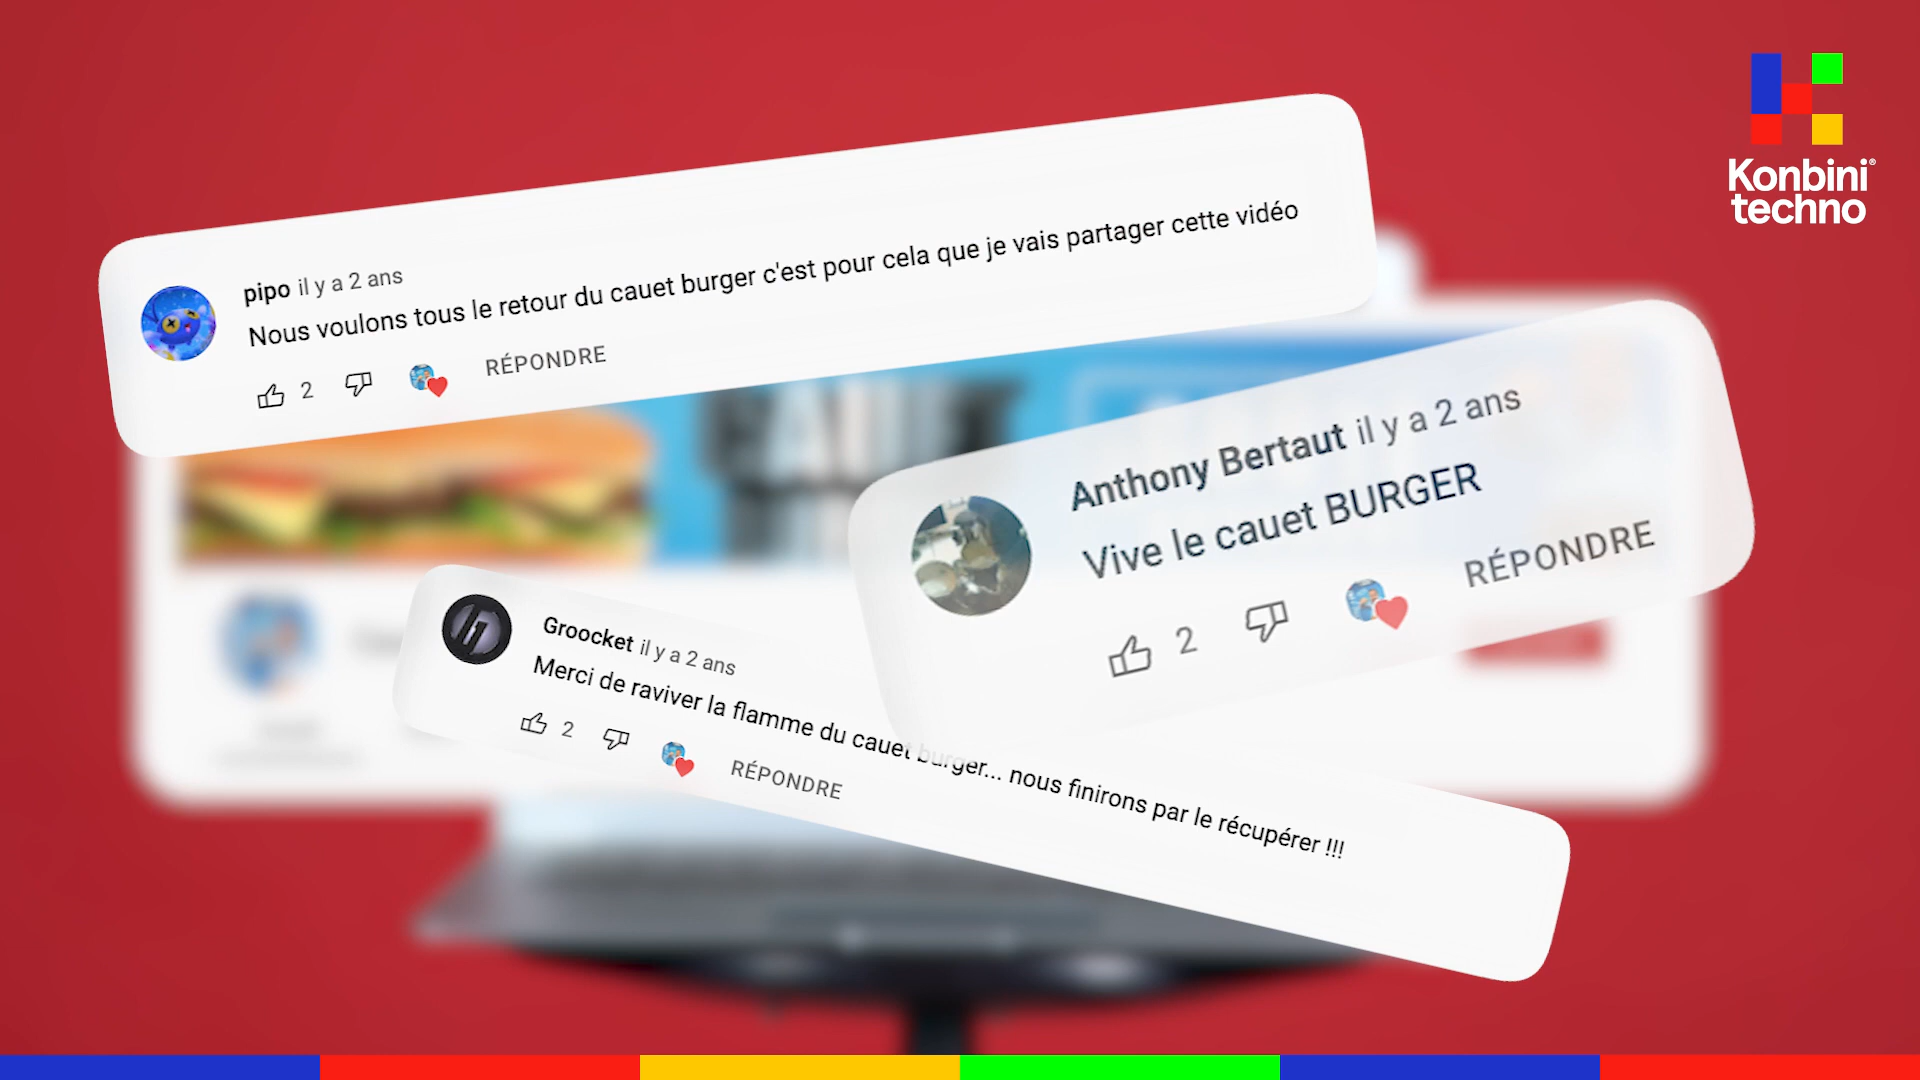 Konbini
techno
pipo il y a 2 ans
Nous voulons tous le retour du cauet burger c'est pour cela que je vais partager cette vidéo
2 RÉPONDRE
Anthony Bertaut il y a 2 ans
Vive le cauet BURGER
2 RÉPONDRE
Groocket il y a 2 ans
Merci de raviver la flamme du cauet burger... nous finirons par le récupérer !!!
2 RÉPONDRE